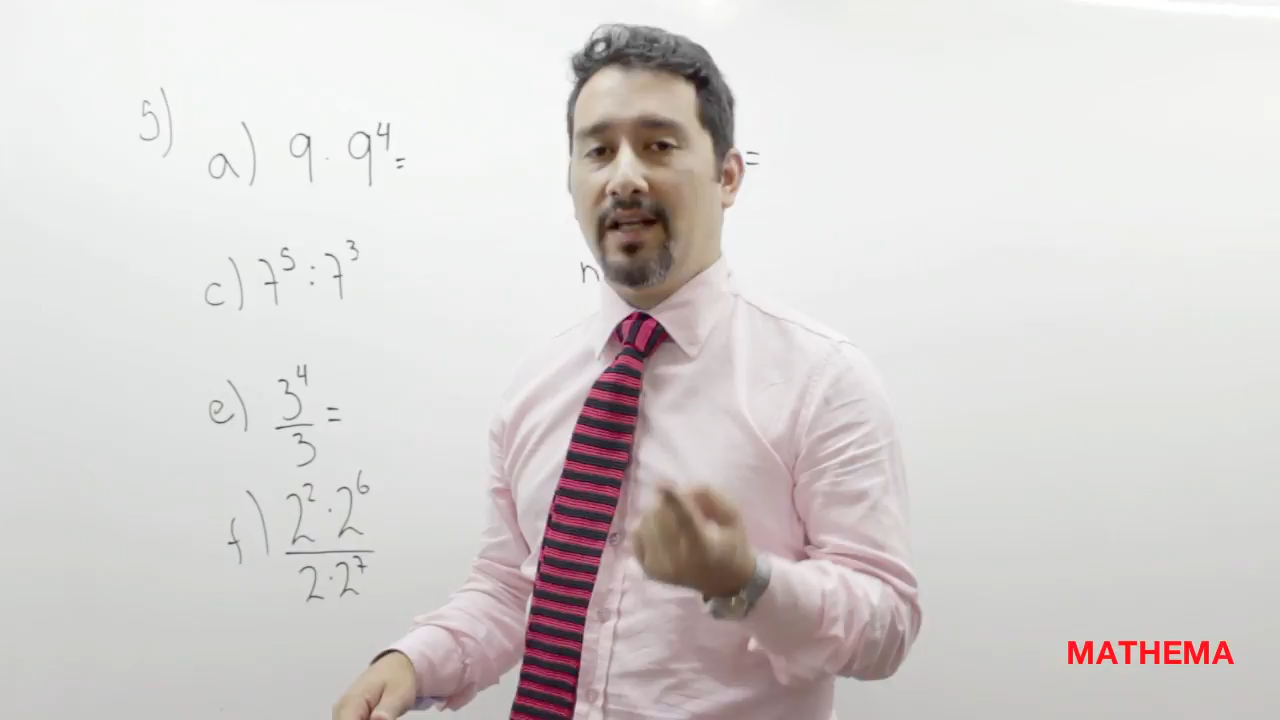 5) a) 9 · 9⁴ = =
c) 7⁵ : 7³ n
e) 3⁴/3 =
f) 2² · 2⁶ / 2 · 2⁷
MATHEMA